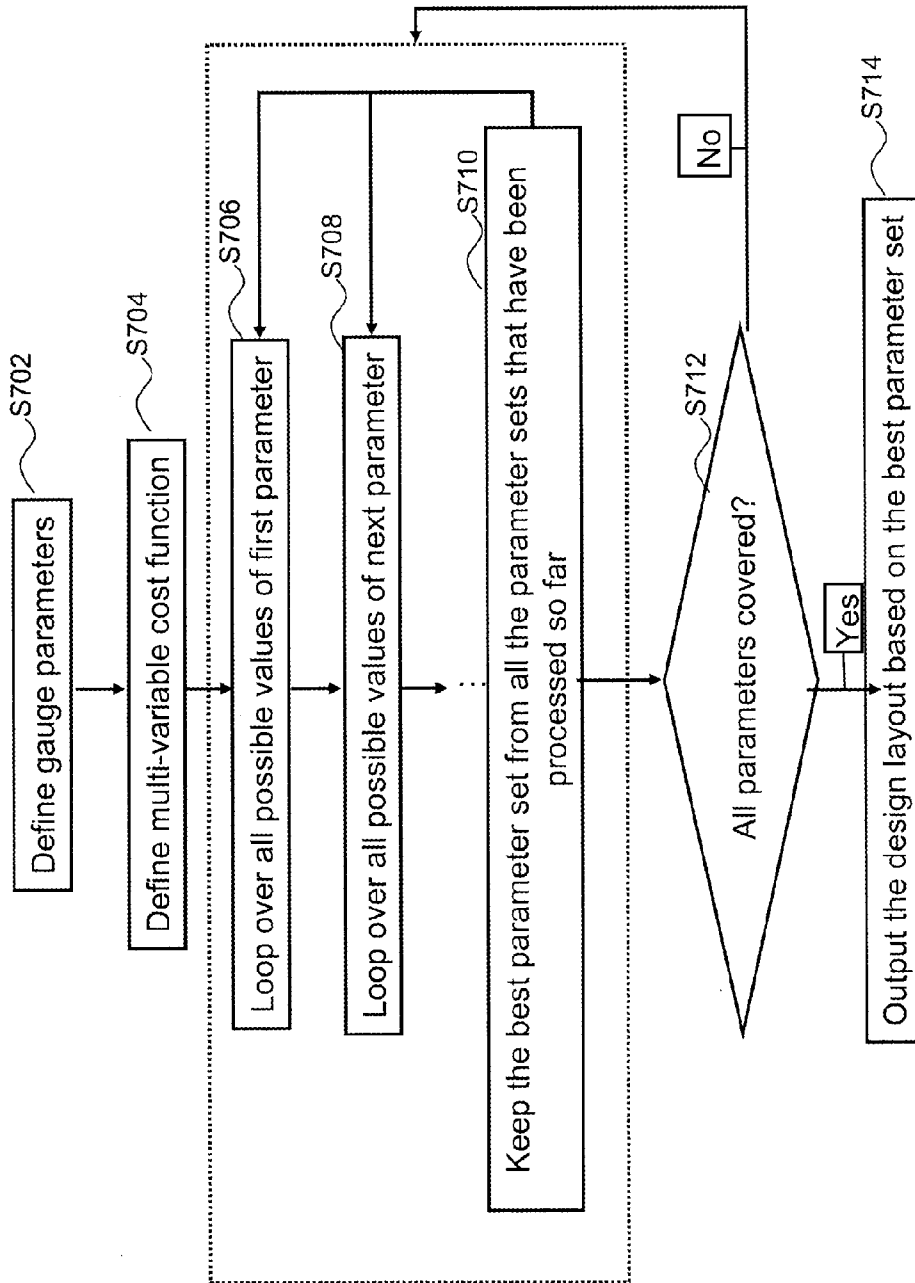 S702
Define gauge parameters
S704
Define multi-variable cost function
S706
Loop over all possible values of first parameter
S708
Loop over all possible values of next parameter
...
S710
Keep the best parameter set from all the parameter sets that have been
processed so far
S712
All parameters covered?
No
Yes
S714
Output the design layout based on the best parameter set